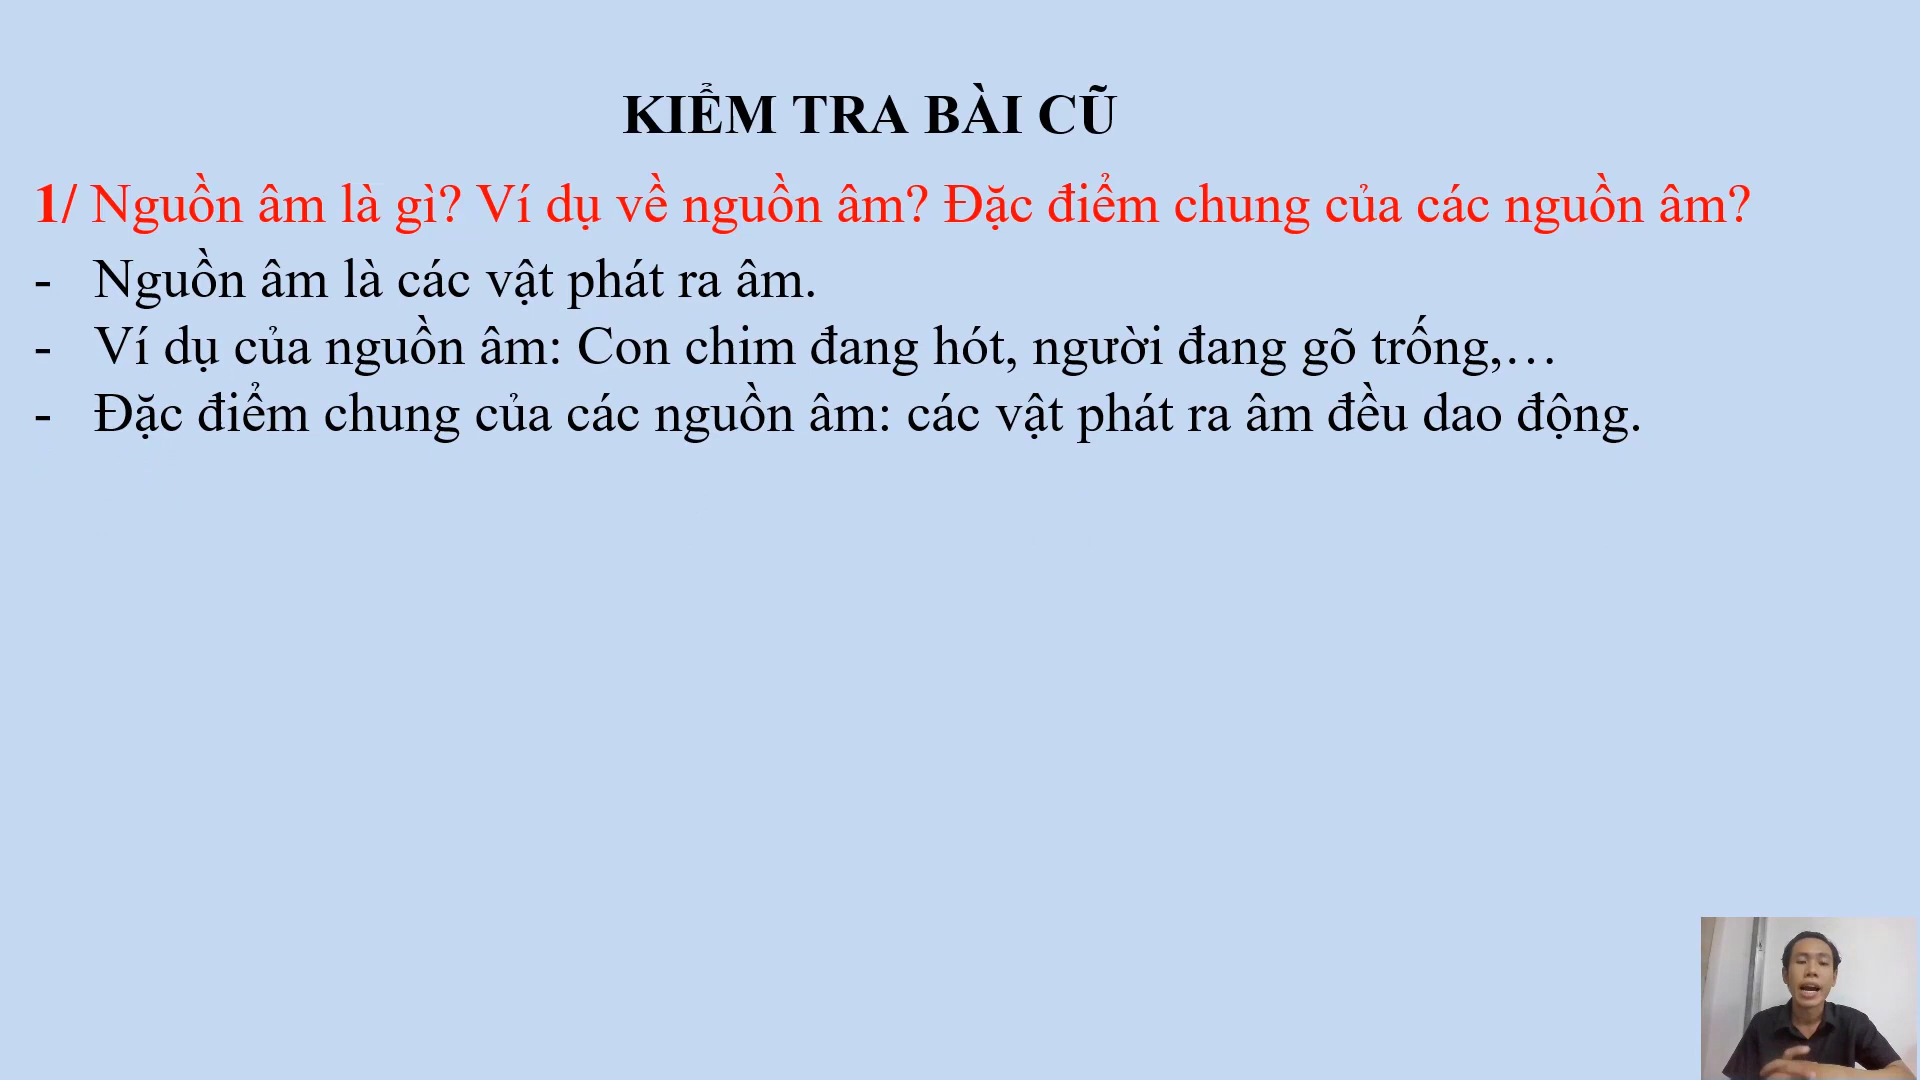 KIỂM TRA BÀI CŨ
1/ Nguồn âm là gì? Ví dụ về nguồn âm? Đặc điểm chung của các nguồn âm?
- Nguồn âm là các vật phát ra âm.
- Ví dụ của nguồn âm: Con chim đang hót, người đang gõ trống,…
- Đặc điểm chung của các nguồn âm: các vật phát ra âm đều dao động.